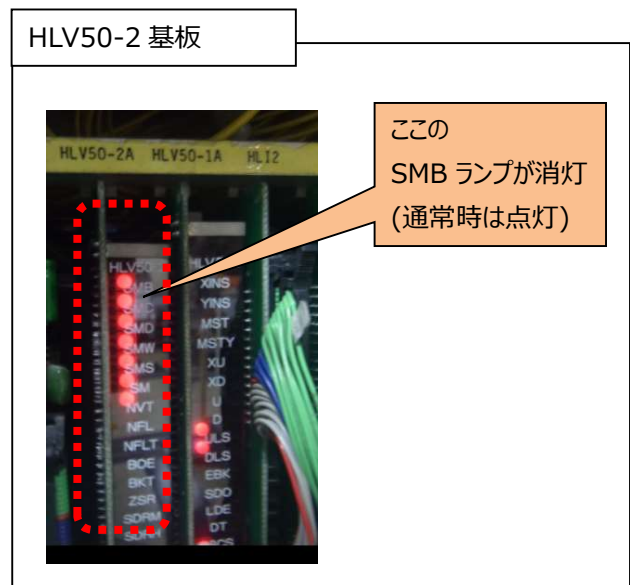 HLV50-2 基板
ここの
SMB ランプが消灯
(通常時は点灯)
HLV50-2A HLV50-1A HLI2
HLV50-
SMB
SMC
SMD
SMW
SMS
SM
NVT
NFL
NFLT
BOE
BKT
ZSR
SDRM
XINS
YINS
MST
MSTY
XU
XD
U
D
ULS
DLS
EBK
SDO
LDE
DT